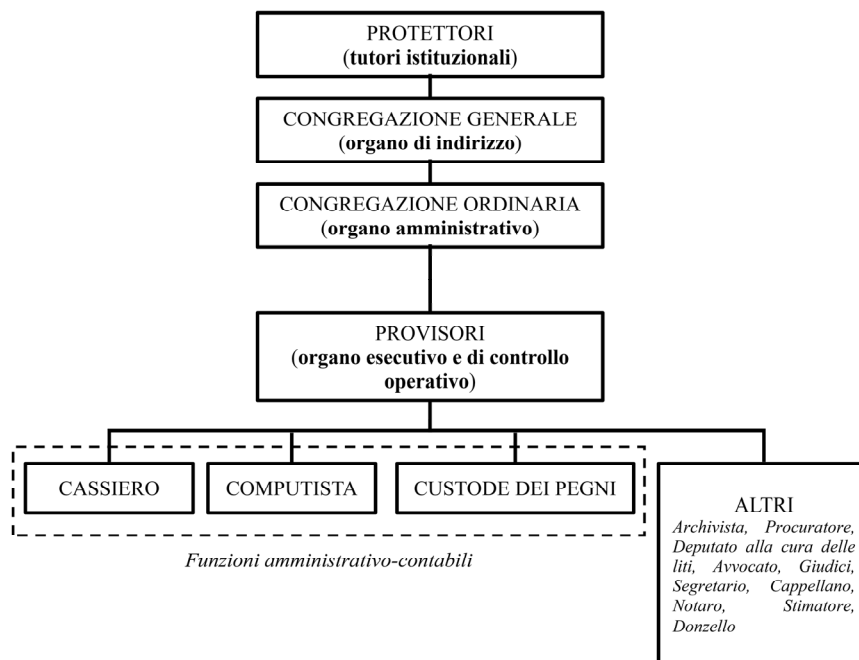 PROTETTORI
(tutori istituzionali)
CONGREGAZIONE GENERALE
(organo di indirizzo)
CONGREGAZIONE ORDINARIA
(organo amministrativo)
PROVISORI
(organo esecutivo e di controllo
operativo)
CASSIERO
COMPUTISTA
CUSTODE DEI PEGNI
Funzioni amministrativo-contabili
ALTRI
Archivista, Procuratore,
Deputato alla cura delle
liti, Avvocato, Giudici,
Segretario, Cappellano,
Notaro, Stimatore,
Donzello